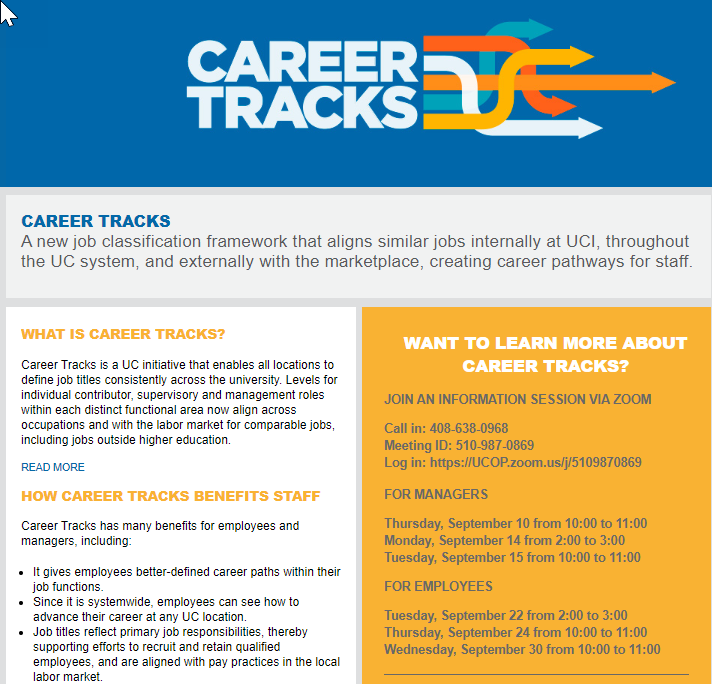 CAREER
TRACKS
CAREER TRACKS
A new job classification framework that aligns similar jobs internally at UCI, throughout
the UC system, and externally with the marketplace, creating career pathways for staff.
WHAT IS CAREER TRACKS?
Career Tracks is a UC initiative that enables all locations to
define job titles consistently across the university. Levels for
individual contributor, supervisory and management roles
within each distinct functional area now align across
occupations and with the labor market for comparable jobs,
including jobs outside higher education.
READ MORE
HOW CAREER TRACKS BENEFITS STAFF
Career Tracks has many benefits for employees and
managers, including:
• It gives employees better-defined career paths within their
job functions.
• Since it is systemwide, employees can see how to
advance their career at any UC location.
• Job titles reflect primary job responsibilities, thereby
supporting efforts to recruit and retain qualified
employees, and are aligned with pay practices in the local
labor market.
WANT TO LEARN MORE ABOUT
CAREER TRACKS?
JOIN AN INFORMATION SESSION VIA ZOOM
Call in: 408-638-0968
Meeting ID: 510-987-0869
Log in: https://UCOP.zoom.us/j/5109870869
FOR MANAGERS
Thursday, September 10 from 10:00 to 11:00
Monday, September 14 from 2:00 to 3:00
Tuesday, September 15 from 10:00 to 11:00
FOR EMPLOYEES
Tuesday, September 22 from 2:00 to 3:00
Thursday, September 24 from 10:00 to 11:00
Wednesday, September 30 from 10:00 to 11:00